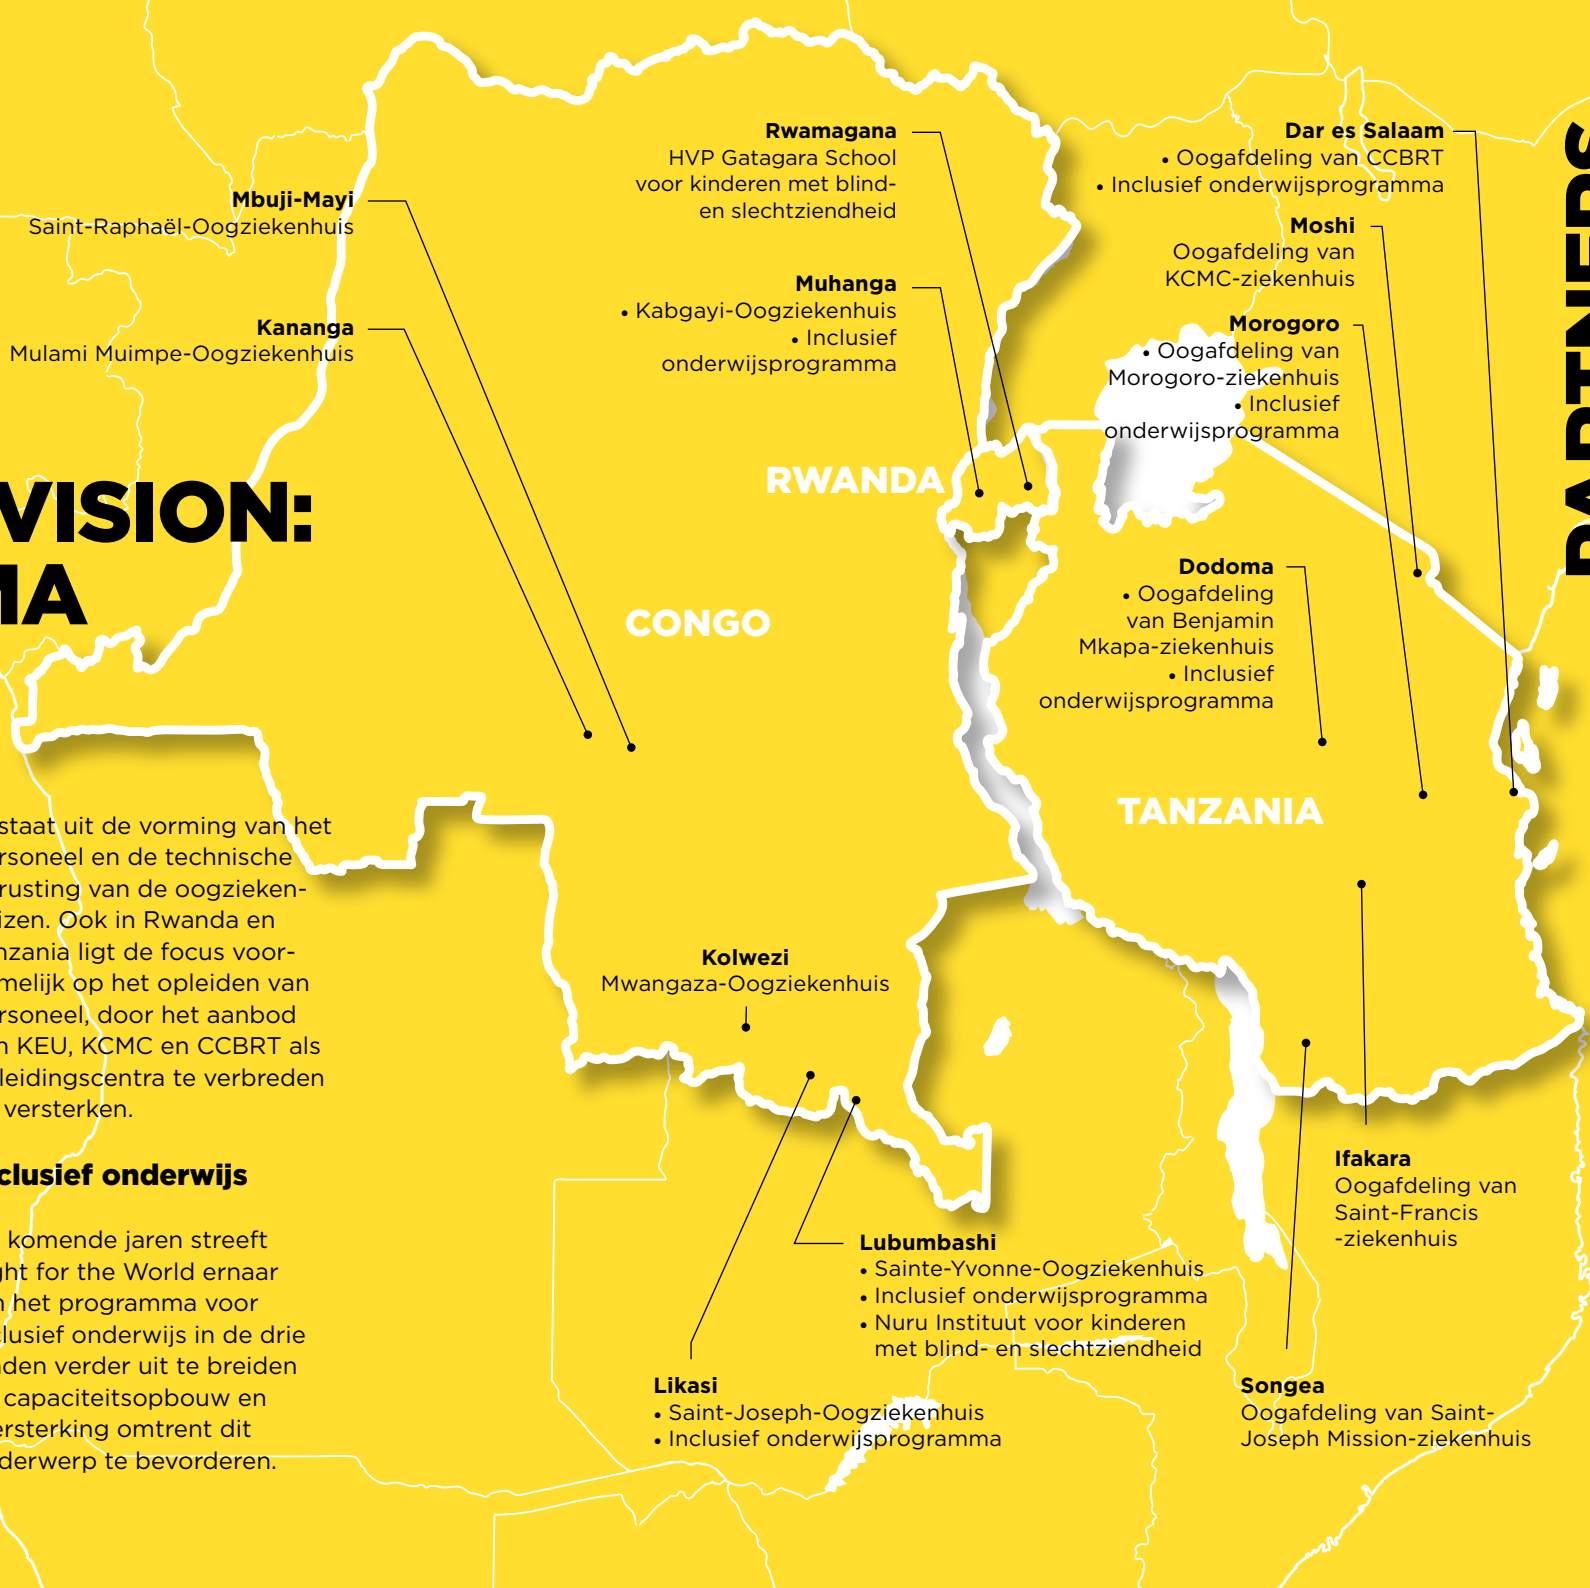 VISION:
MA
staat uit de vorming van het
rsoneel en de technische
rusting van de oogzieken-
izen. Ook in Rwanda en
nzania ligt de focus voor-
melijk op het opleiden van
rsoneel, door het aanbod
n KEU, KCMC en CCBRT als
leidingscentra te verbreden
versterken.
clusief onderwijs
komende jaren streeft
ght for the World ernaar
n het programma voor
clusief onderwijs in de drie
nden verder uit te breiden
capaciteitsopbouw en
ersterking omtrent dit
derwerp te bevorderen.
Mbuji-Mayi
Saint-Raphaël-Oogziekenhuis
Kananga
Mulami Muimpe-Oogziekenhuis
Rwamagana
HVP Gatagara School
voor kinderen met blind-
en slechtziendheid
Muhanga
• Kabgayi-Oogziekenhuis
• Inclusief
onderwijsprogramma
RWANDA
CONGO
TANZANIA
Dar es Salaam
• Oogafdeling van CCBRT
• Inclusief onderwijsprogramma
Moshi
Oogafdeling van
KCMC-ziekenhuis
Morogoro
• Oogafdeling van
Morogoro-ziekenhuis
• Inclusief
onderwijsprogramma
Dodoma
• Oogafdeling
van Benjamin
Mkapa-ziekenhuis
• Inclusief
onderwijsprogramma
Kolwezi
Mwangaza-Oogziekenhuis
Lubumbashi
• Sainte-Yvonne-Oogziekenhuis
• Inclusief onderwijsprogramma
• Nuru Instituut voor kinderen
met blind- en slechtziendheid
Likasi
• Saint-Joseph-Oogziekenhuis
• Inclusief onderwijsprogramma
Ifakara
Oogafdeling van
Saint-Francis
-ziekenhuis
Songea
Oogafdeling van Saint-
Joseph Mission-ziekenhuis
PARTNERS